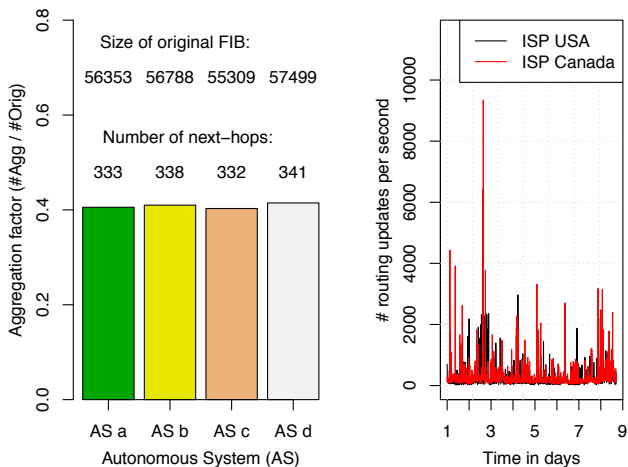 Size of original FIB:
56353 56788 55309 57499
Number of next−hops:
333 338 332 341
Aggregation factor (#Agg / #Orig)
0.8
0.6
0.4
0.2
0.0
AS a AS b AS c AS d
Autonomous System (AS)
ISP USA
ISP Canada
# routing updates per second
10000
8000
6000
4000
2000
0
1 3 5 7 9
Time in days